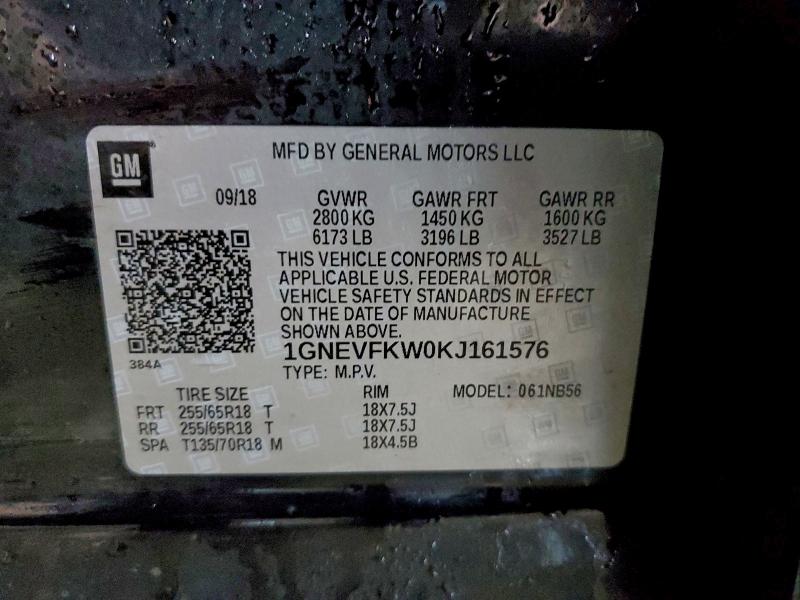 GM
MFD BY GENERAL MOTORS LLC
09/18 GVWR GAWR FRT GAWR RR
2800 KG 1450 KG 1600 KG
6173 LB 3196 LB 3527 LB
THIS VEHICLE CONFORMS TO ALL
APPLICABLE U.S. FEDERAL MOTOR
VEHICLE SAFETY STANDARDS IN EFFECT
ON THE DATE OF MANUFACTURE
SHOWN ABOVE.
1GNEVFKW0KJ161576
384A
TYPE: M.P.V.
TIRE SIZE RIM MODEL: 061NB56
FRT 255/65R18 T 18X7.5J
RR 255/65R18 T 18X7.5J
SPA T135/70R18 M 18X4.5B